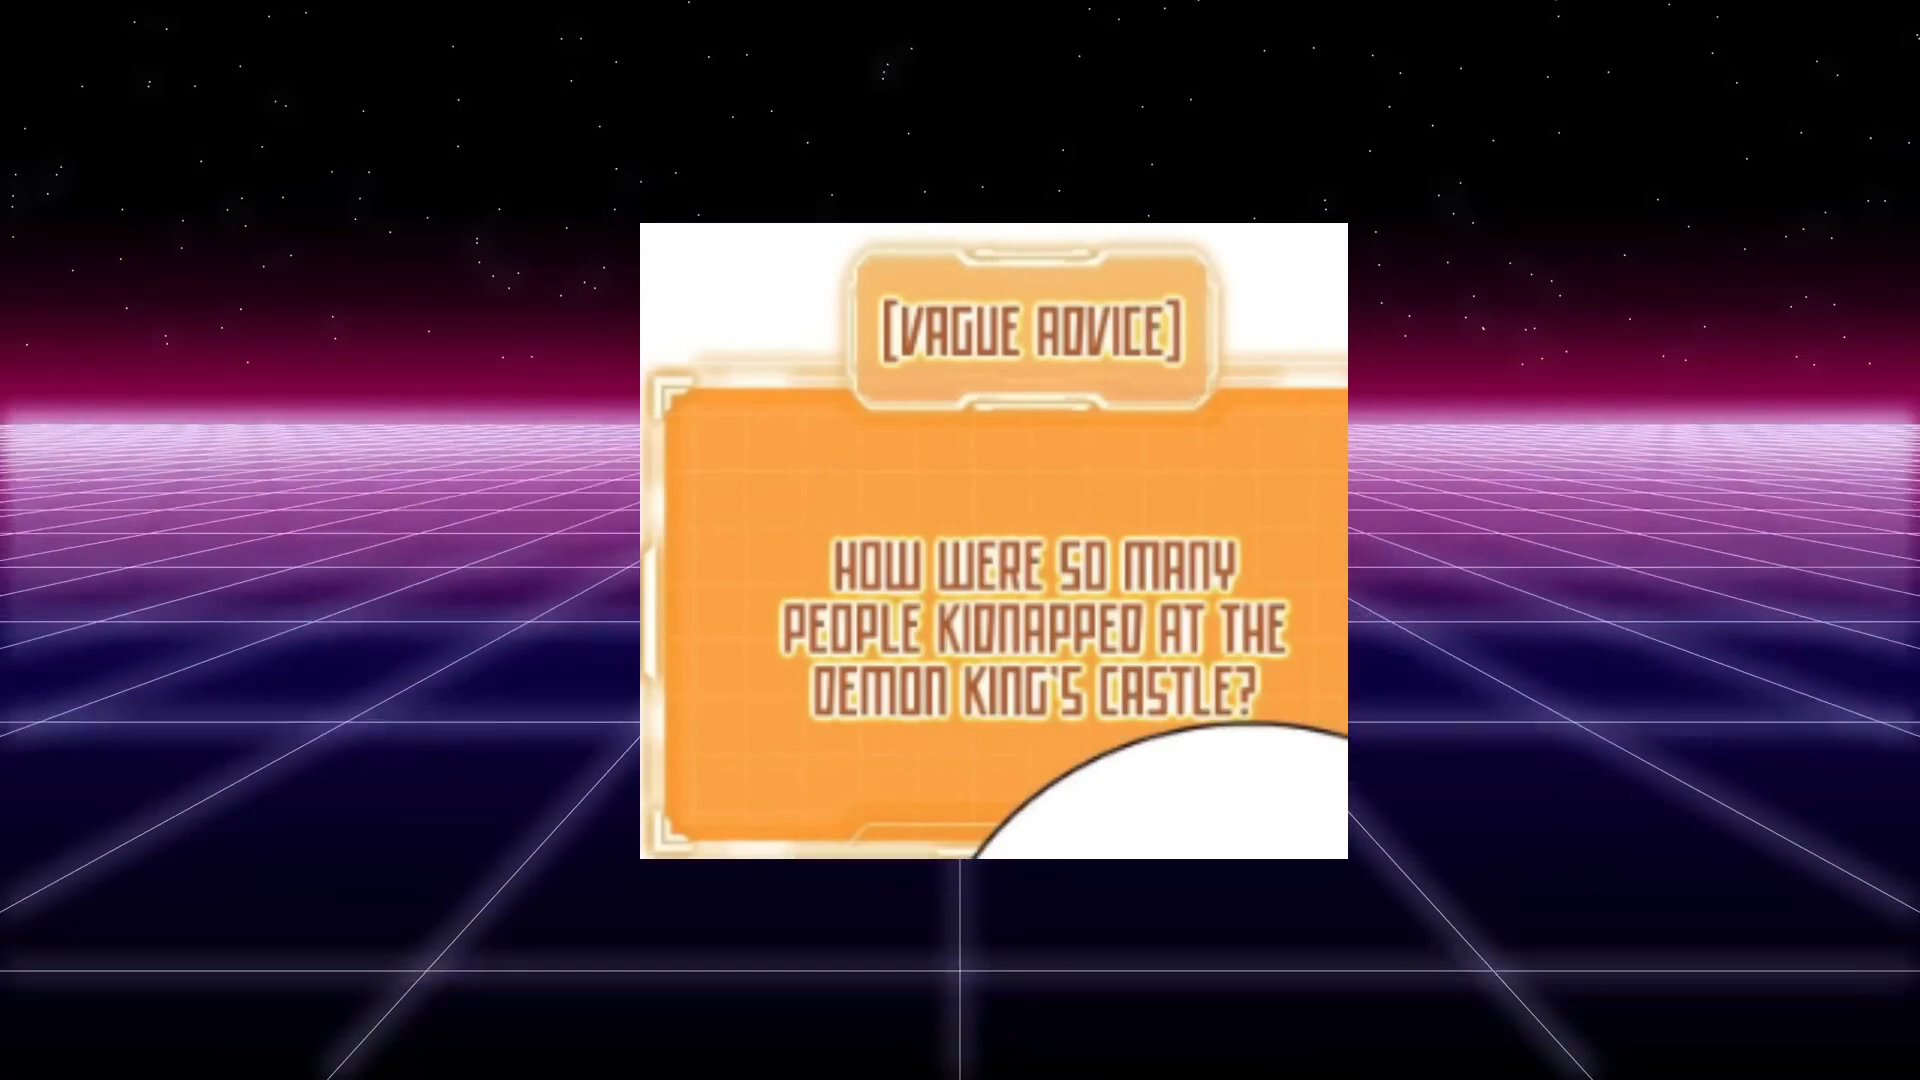 [VAGUE ADVICE]
HOW WERE SO MANY
PEOPLE KIDNAPPED AT THE
DEMON KING'S CASTLE?